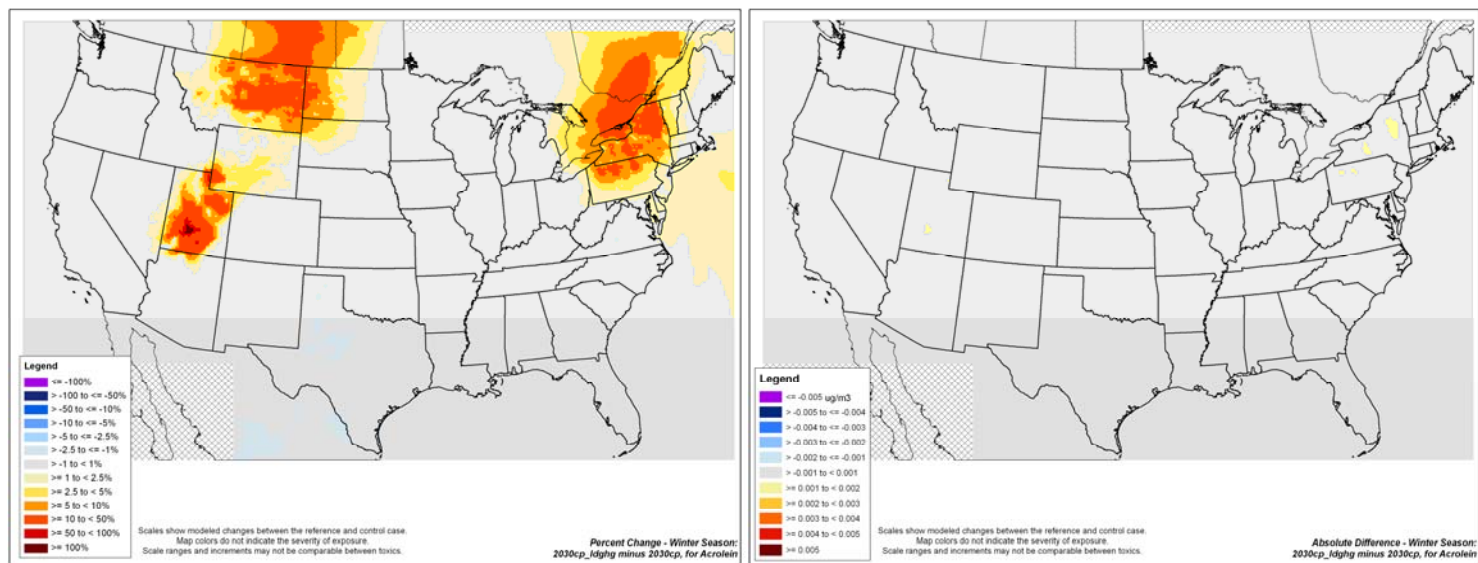 Legend
<= -100%
> -100 to <= -50%
> -50 to <= -10%
> -10 to <= -5%
> -5 to <= -2.5%
> -2.5 to <= -1%
> -1 to < 1%
>= 1 to < 2.5%
>= 2.5 to < 5%
>= 5 to < 10%
>= 10 to < 50%
>= 50 to < 100%
>= 100%
Scales show modeled changes between the reference and control case.
Map colors do not indicate the severity of exposure.
Scale ranges and increments may not be comparable between toxics.
Percent Change - Winter Season:
2030cp_ldghg minus 2030cp, for Acrolein
Legend
<= -0.005 ug/m3
> -0.005 to <= -0.004
> -0.004 to <= -0.003
> -0.003 to <= -0.002
> -0.002 to <= -0.001
> -0.001 to < 0.001
>= 0.001 to < 0.002
>= 0.002 to < 0.003
>= 0.003 to < 0.004
>= 0.004 to < 0.005
>= 0.005
Scales show modeled changes between the reference and control case.
Map colors do not indicate the severity of exposure.
Scale ranges and increments may not be comparable between toxics.
Absolute Difference - Winter Season:
2030cp_ldghg minus 2030cp, for Acrolein